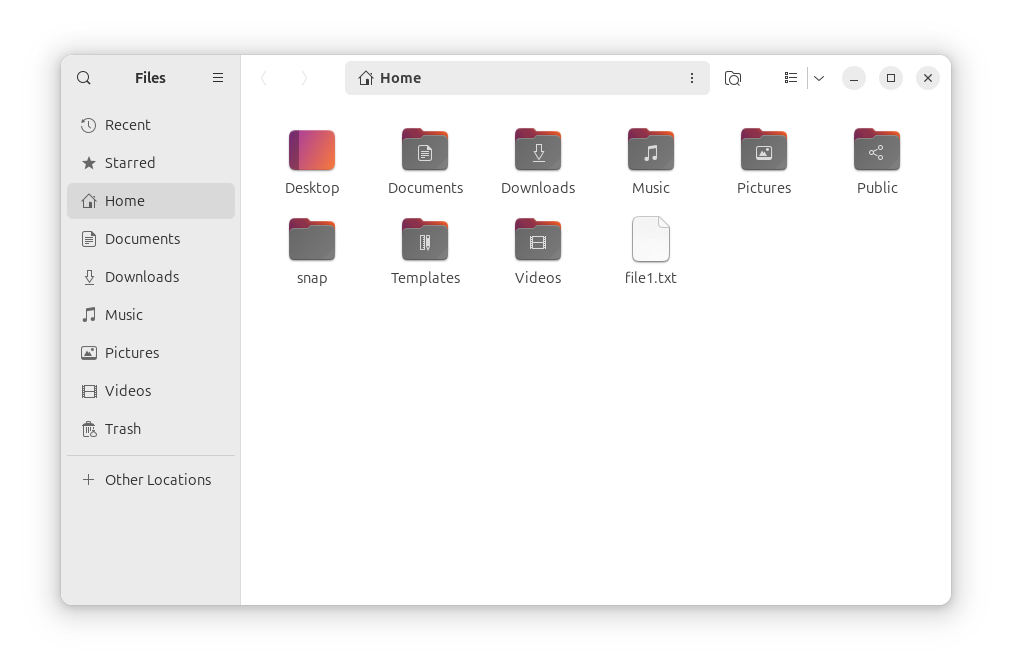 Files
Home
Recent
Starred
Home
Documents
Downloads
Music
Pictures
Videos
Trash
Other Locations
Desktop Documents Downloads Music Pictures Public
snap Templates Videos file1.txt